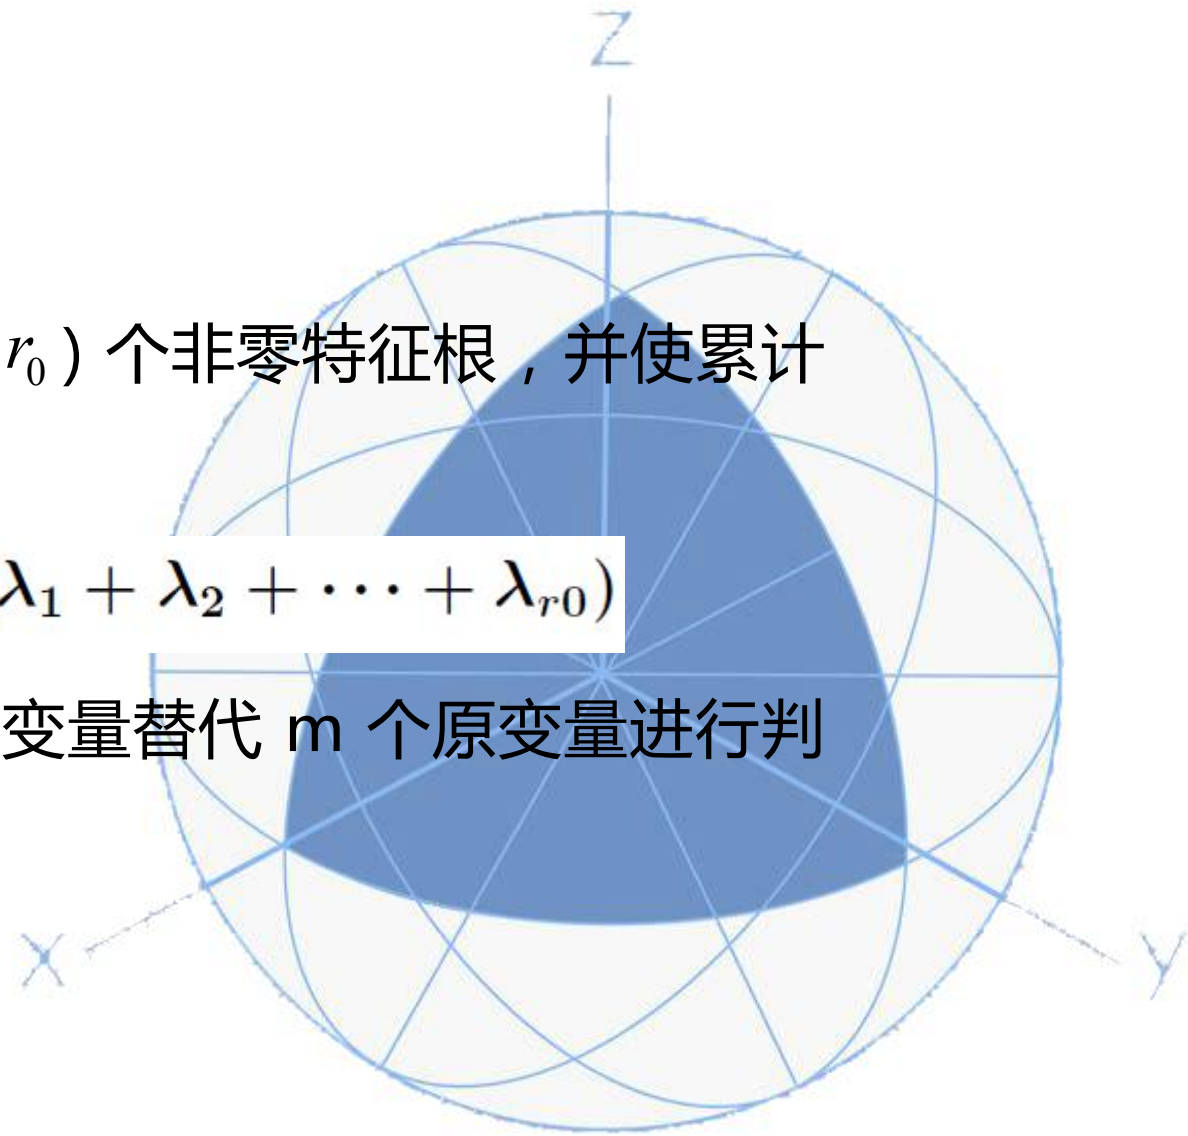 Z
r₀ ) 个非零特征根，并使累计
λ₁ + λ₂ + ⋯ + λᵣ₀)
变量替代 m 个原变量进行判
X
Y